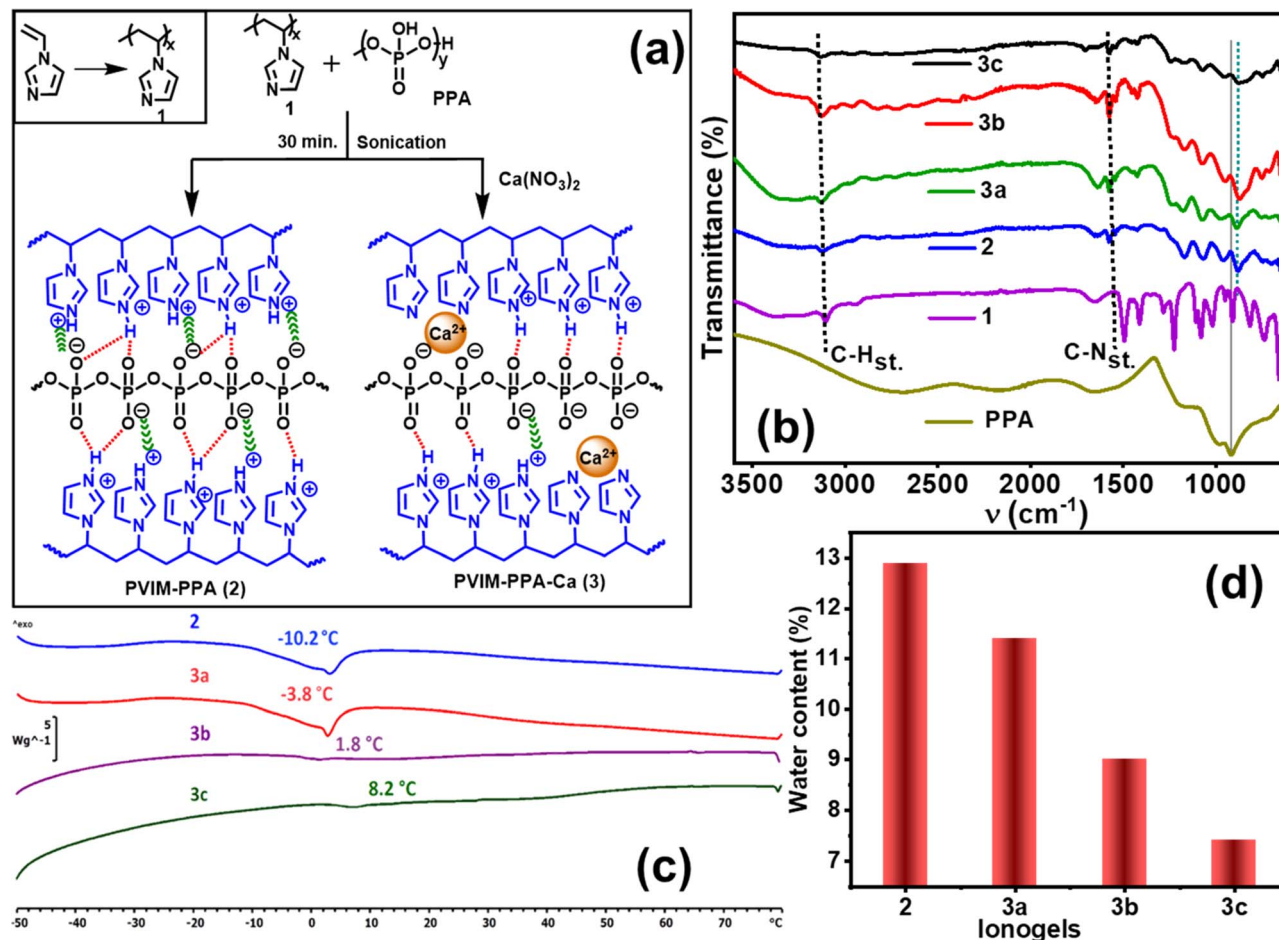 (a)
1
1
+
OH
H
y
x
x
PPA
30 min.
Sonication
Ca(NO₃)₂
Ca²⁺
Ca²⁺
PVIM-PPA (2)
PVIM-PPA-Ca (3)
(b)
Transmittance (%)
3c
3b
3a
2
1
PPA
C-Hst.
C-Nst.
3500 3000 2500 2000 1500 1000
ν (cm⁻¹)
(c)
^exo
2
-10.2 °C
3a
-3.8 °C
5
Wg^-1
3b
1.8 °C
3c
8.2 °C
-50 -40 -30 -20 -10 0 10 20 30 40 50 60 70 °C
(d)
Water content (%)
13
12
11
10
9
8
7
2 3a 3b 3c
Ionogels